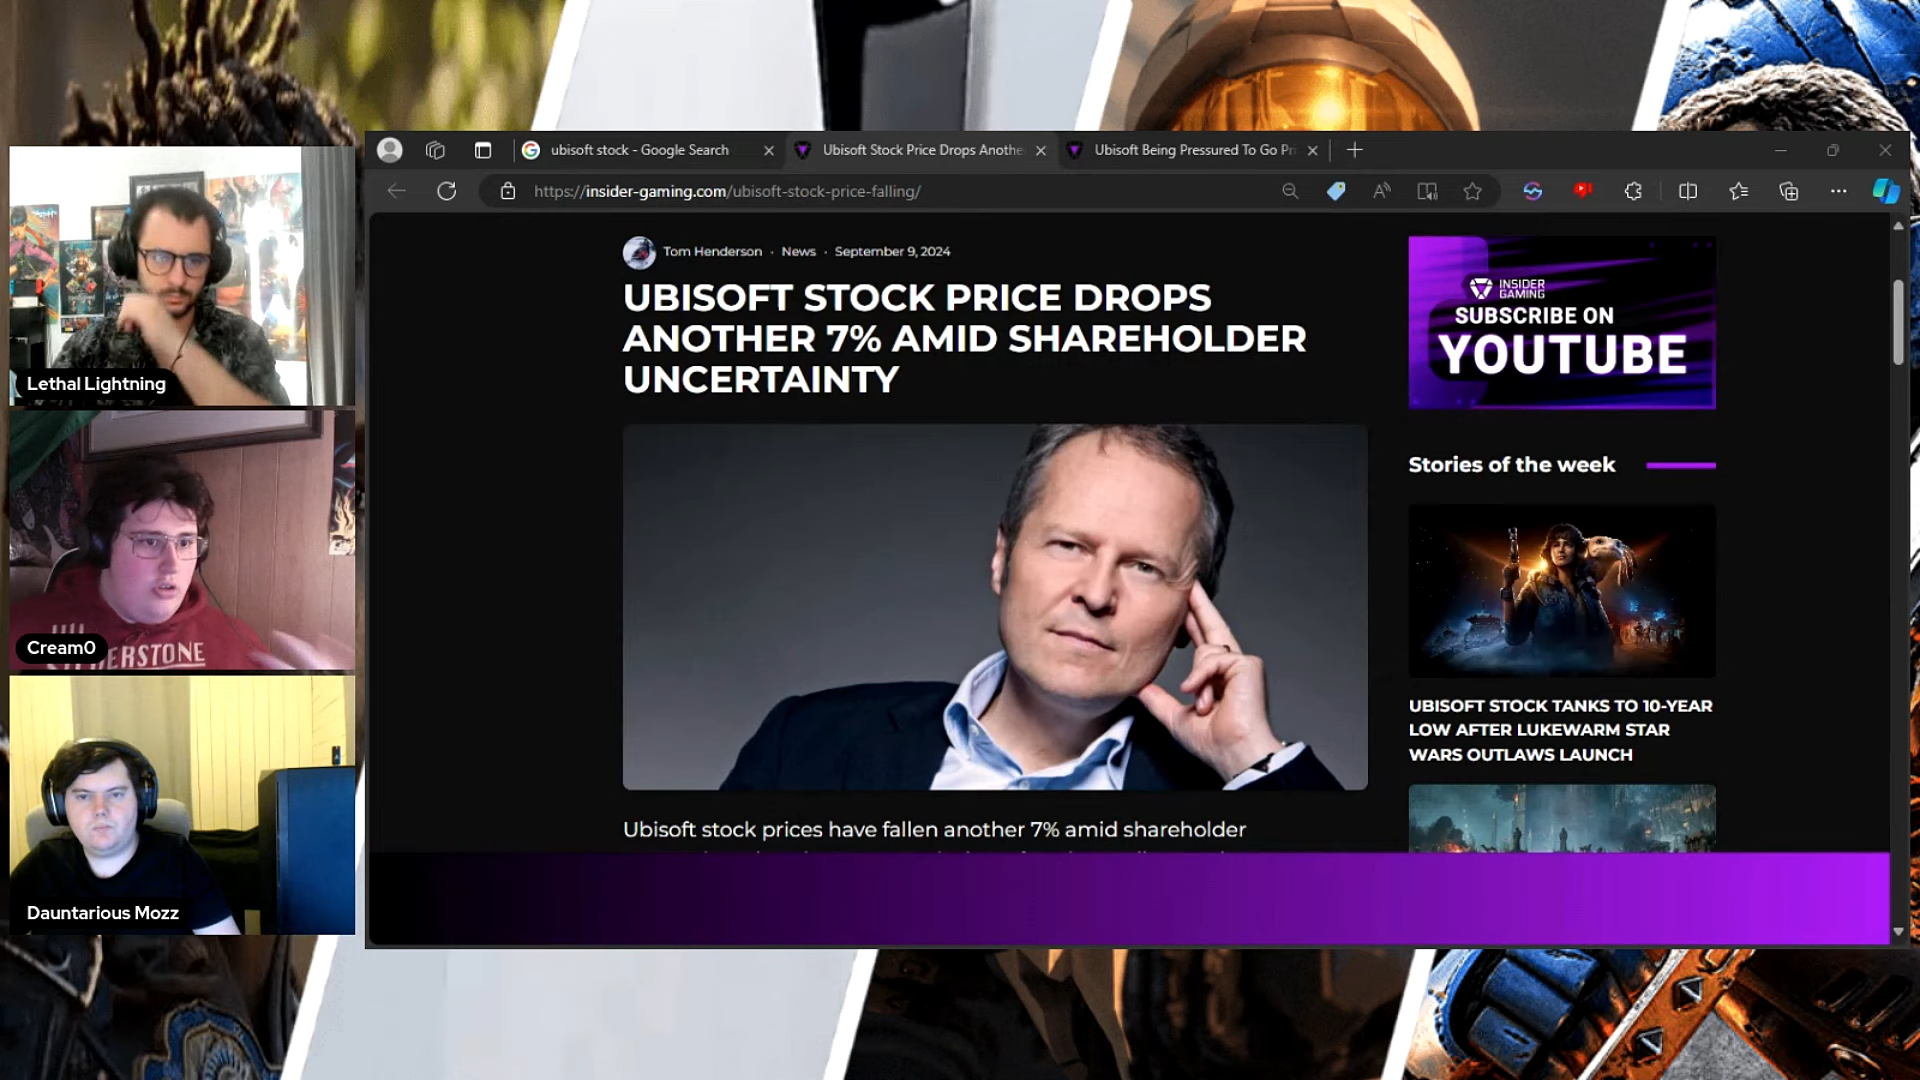 ubisoft stock - Google Search
Ubisoft Stock Price Drops Anothe
Ubisoft Being Pressured To Go Pri
https://insider-gaming.com/ubisoft-stock-price-falling/
Tom Henderson · News · September 9, 2024
UBISOFT STOCK PRICE DROPS
ANOTHER 7% AMID SHAREHOLDER
UNCERTAINTY
Ubisoft stock prices have fallen another 7% amid shareholder
INSIDER
GAMING
SUBSCRIBE ON
YOUTUBE
Stories of the week
UBISOFT STOCK TANKS TO 10-YEAR
LOW AFTER LUKEWARM STAR
WARS OUTLAWS LAUNCH
Lethal Lightning
ERSTONE
Cream0
Dauntarious Mozz